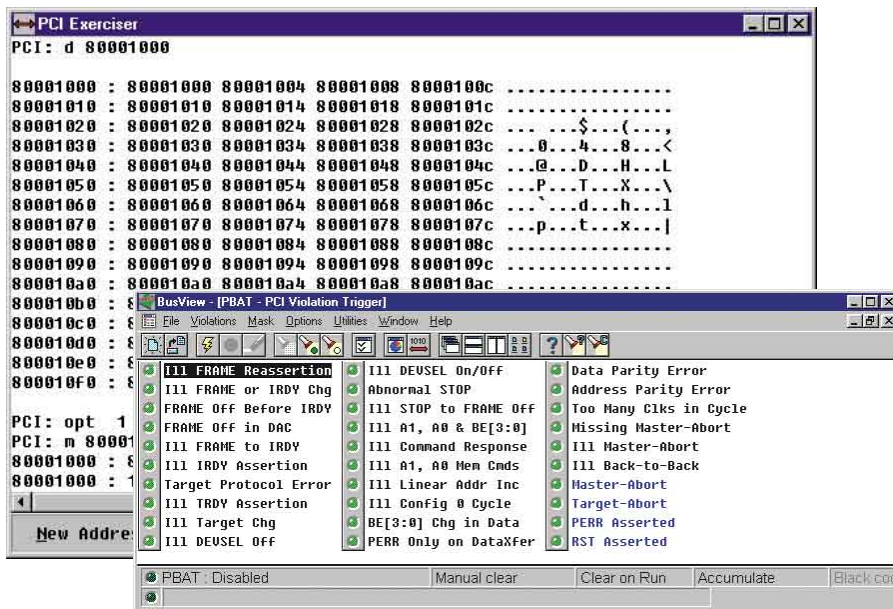 PCI Exerciser
PCI: d 80001000
80001000 : 80001000 80001004 80001008 8000100c ................
80001010 : 80001010 80001014 80001018 8000101c ................
80001020 : 80001020 80001024 80001028 8000102c ... ...$...(...,
80001030 : 80001030 80001034 80001038 8000103c ...0...4...8...<
80001040 : 80001040 80001044 80001048 8000104c ...@...D...H...L
80001050 : 80001050 80001054 80001058 8000105c ...P...T...X...\
80001060 : 80001060 80001064 80001068 8000106c ...`...d...h...l
80001070 : 80001070 80001074 80001078 8000107c ...p...t...x...|
80001080 : 80001080 80001084 80001088 8000108c ................
80001090 : 80001090 80001094 80001098 8000109c ................
800010a0 : 800010a0 800010a4 800010a8 800010ac ................
800010b0 : 8
800010c0 : 8
800010d0 : 8
800010e0 : 8
800010f0 : 8
PCI: opt 1
PCI: m 80001
80001000 : 8
80001000 : 1
New Addre
BusView - [PBAT - PCI Violation Trigger]
File Violations Mask Options Utilities Window Help
Ill FRAME Reassertion Ill DEVSEL On/Off Data Parity Error
Ill FRAME or IRDY Chg Abnormal STOP Address Parity Error
FRAME Off Before IRDY Ill STOP to FRAME Off Too Many Clks in Cycle
FRAME Off in DAC Ill A1, A0 & BE[3:0] Missing Master-Abort
Ill FRAME to IRDY Ill Command Response Ill Master-Abort
Ill IRDY Assertion Ill A1, A0 Mem Cmds Ill Back-to-Back
Target Protocol Error Ill Linear Addr Inc Master-Abort
Ill TRDY Assertion Ill Config 0 Cycle Target-Abort
Ill Target Chg BE[3:0] Chg in Data PERR Asserted
Ill DEVSEL Off PERR Only on DataXfer RST Asserted
PBAT : Disabled Manual clear Clear on Run Accumulate Black cou